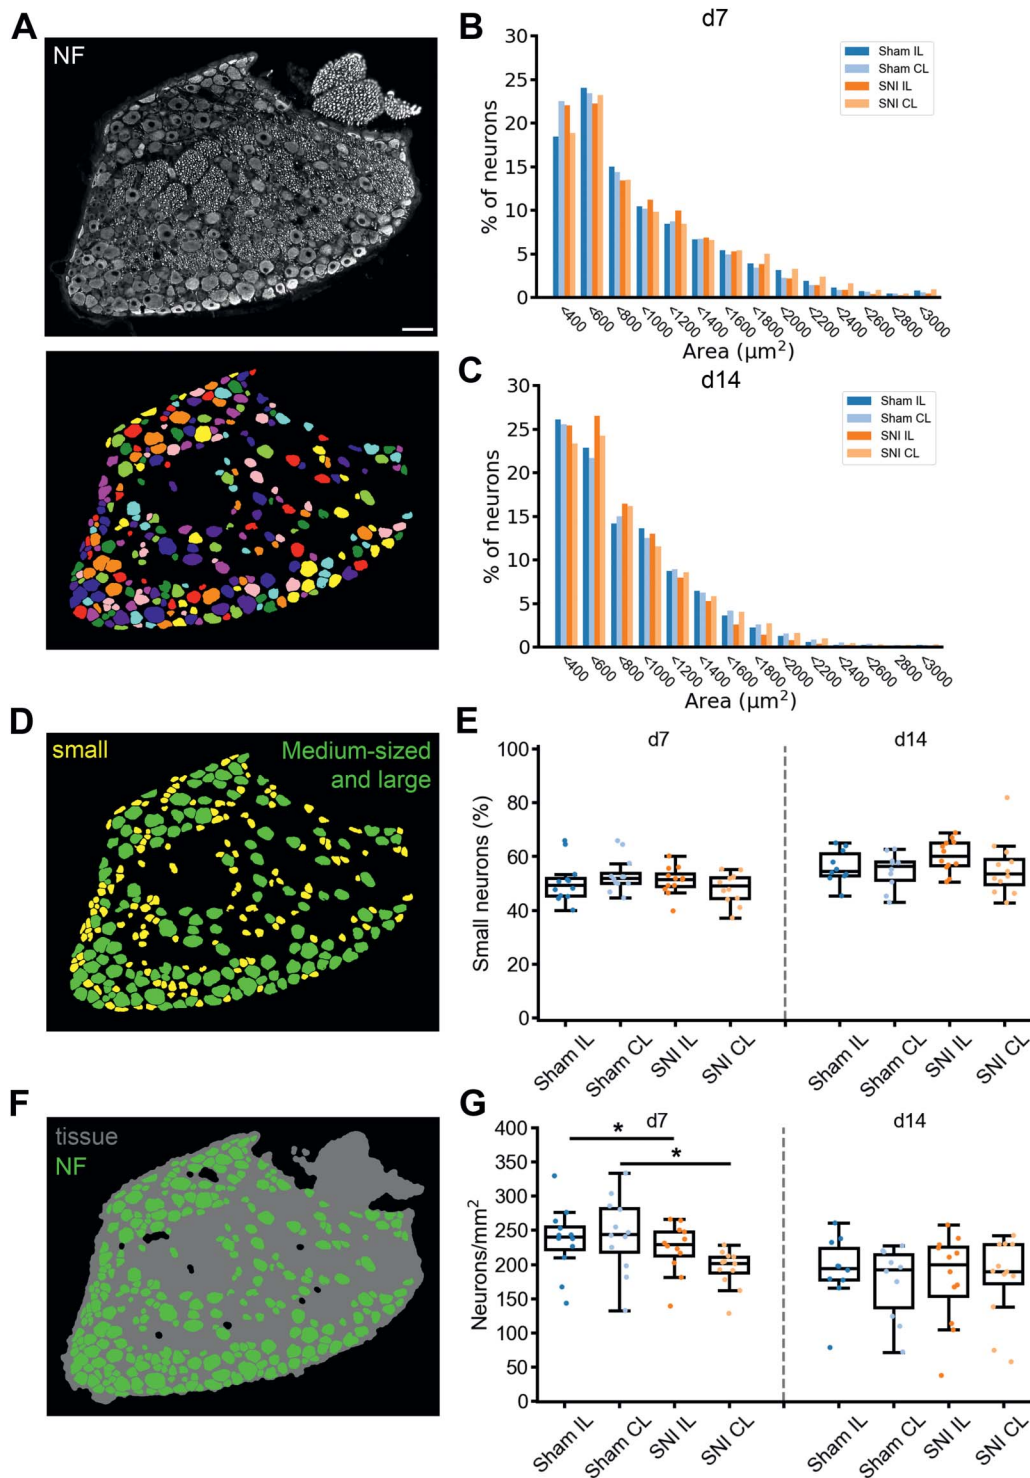 A
NF
B
d7
30
25
20
15
10
5
0
% of neurons
Sham IL
Sham CL
SNI IL
SNI CL
<400
<600
<800
<1000
<1200
<1400
<1600
<1800
<2000
<2200
<2400
<2600
<2800
<3000
Area (µm²)
C
d14
30
25
20
15
10
5
0
% of neurons
Sham IL
Sham CL
SNI IL
SNI CL
<400
<600
<800
<1000
<1200
<1400
<1600
<1800
<2000
<2200
<2400
<2600
2800
<3000
Area (µm²)
D
small
Medium-sized
and large
E
d7
d14
100
80
60
40
20
0
Small neurons (%)
Sham IL
Sham CL
SNI IL
SNI CL
Sham IL
Sham CL
SNI IL
SNI CL
F
tissue
NF
G
d7
d14
*
*
400
350
300
250
200
150
100
50
0
Neurons/mm²
Sham IL
Sham CL
SNI IL
SNI CL
Sham IL
Sham CL
SNI IL
SNI CL